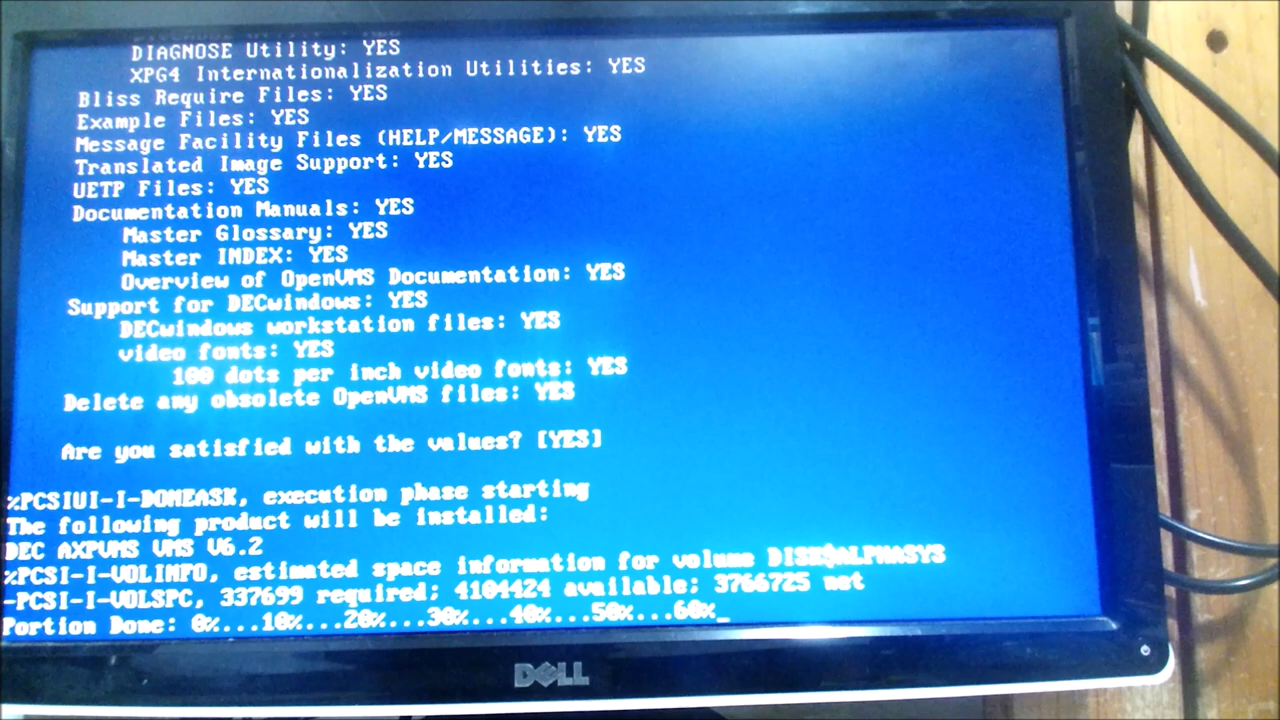 DIAGNOSE Utility: YES
XPG4 Internationalization Utilities: YES
Bliss Require Files: YES
Example Files: YES
Message Facility Files (HELP/MESSAGE): YES
Translated Image Support: YES
UETP Files: YES
Documentation Manuals: YES
Master Glossary: YES
Master INDEX: YES
Overview of OpenVMS Documentation: YES
Support for DECwindows: YES
DECwindows workstation files: YES
video fonts: YES
100 dots per inch video fonts: YES
Delete any obsolete OpenVMS files: YES
Are you satisfied with the values? [YES]
%PCSIUI-I-DONEASK, execution phase starting
The following product will be installed:
DEC AXPVMS VMS V6.2
%PCSI-I-VOLINFO, estimated space information for volume DISK$ALPHASYS
-PCSI-I-VOLSPC, 337699 required; 4104424 available; 3766725 net
Portion Done: 0%...10%...20%...30%...40%...50%...60%_
DELL